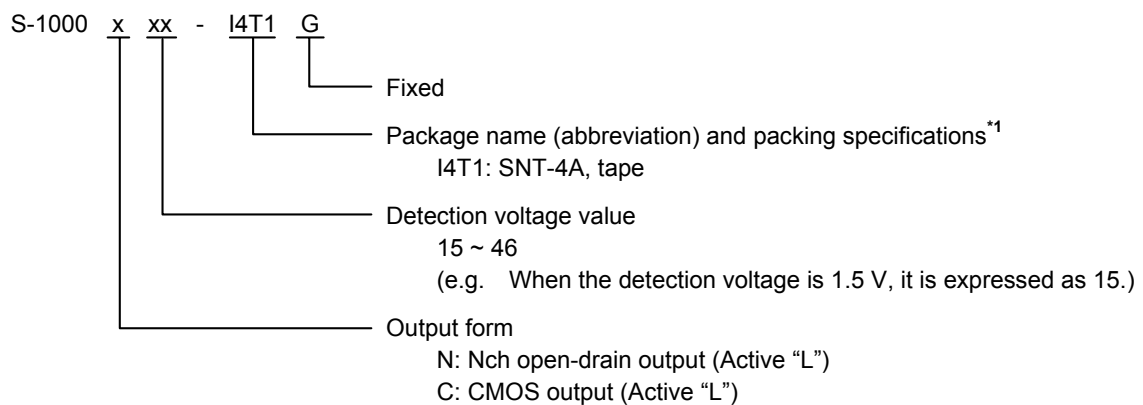 S-1000 x xx - I4T1 G
Fixed
Package name (abbreviation) and packing specifications*1
I4T1: SNT-4A, tape
Detection voltage value
15 ~ 46
(e.g. When the detection voltage is 1.5 V, it is expressed as 15.)
Output form
N: Nch open-drain output (Active “L”)
C: CMOS output (Active “L”)